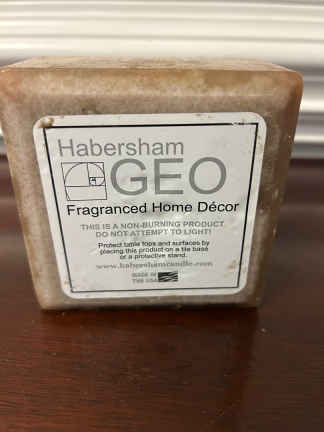 Habersham
GEO
Fragranced Home Décor
THIS IS A NON-BURNING PRODUCT
DO NOT ATTEMPT TO LIGHT!
Protect table tops and surfaces by
placing this product on a tile base
or a protective stand.
www.habershamcandle.com
MADE IN
THE USA